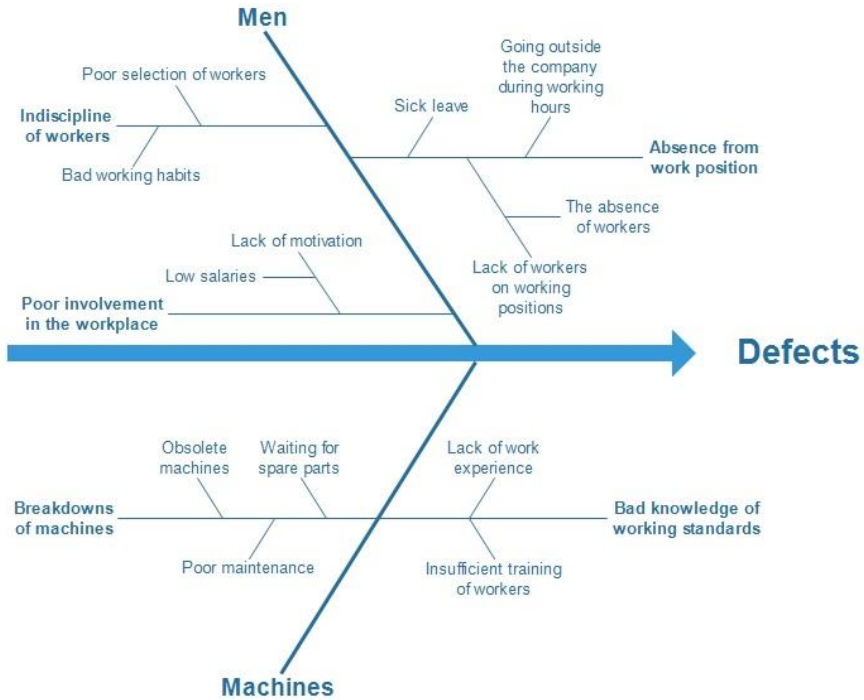 Men
Poor selection of workers
Indiscipline
of workers
Bad working habits
Sick leave
Going outside
the company
during working
hours
Absence from
work position
The absence
of workers
Lack of workers
on working
positions
Lack of motivation
Low salaries
Poor involvement
in the workplace
Defects
Obsolete
machines
Waiting for
spare parts
Breakdowns
of machines
Poor maintenance
Lack of work
experience
Bad knowledge of
working standards
Insufficient training
of workers
Machines